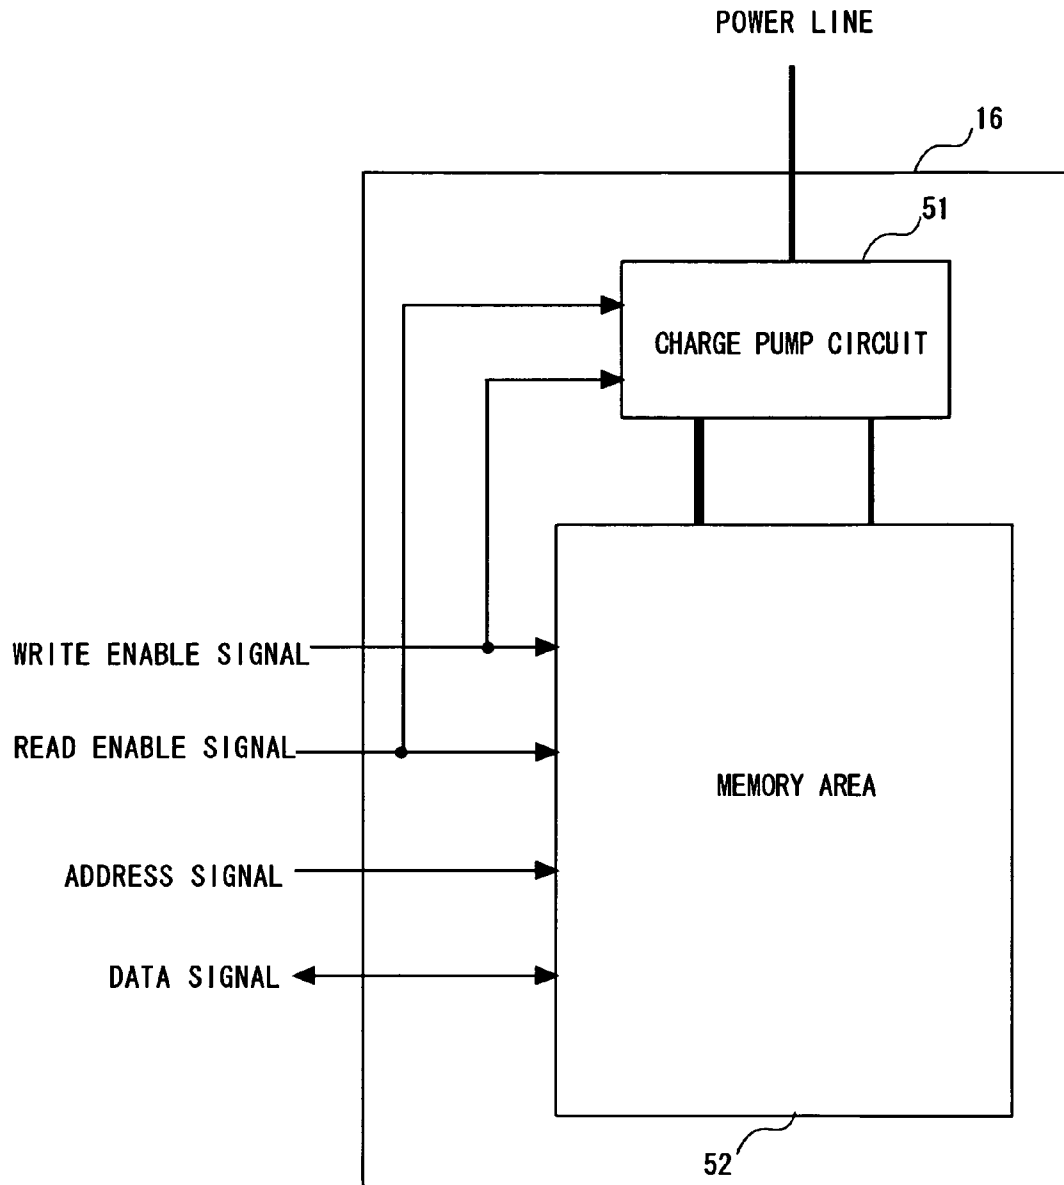 POWER LINE
16
51
CHARGE PUMP CIRCUIT
WRITE ENABLE SIGNAL
READ ENABLE SIGNAL
MEMORY AREA
ADDRESS SIGNAL
DATA SIGNAL
52